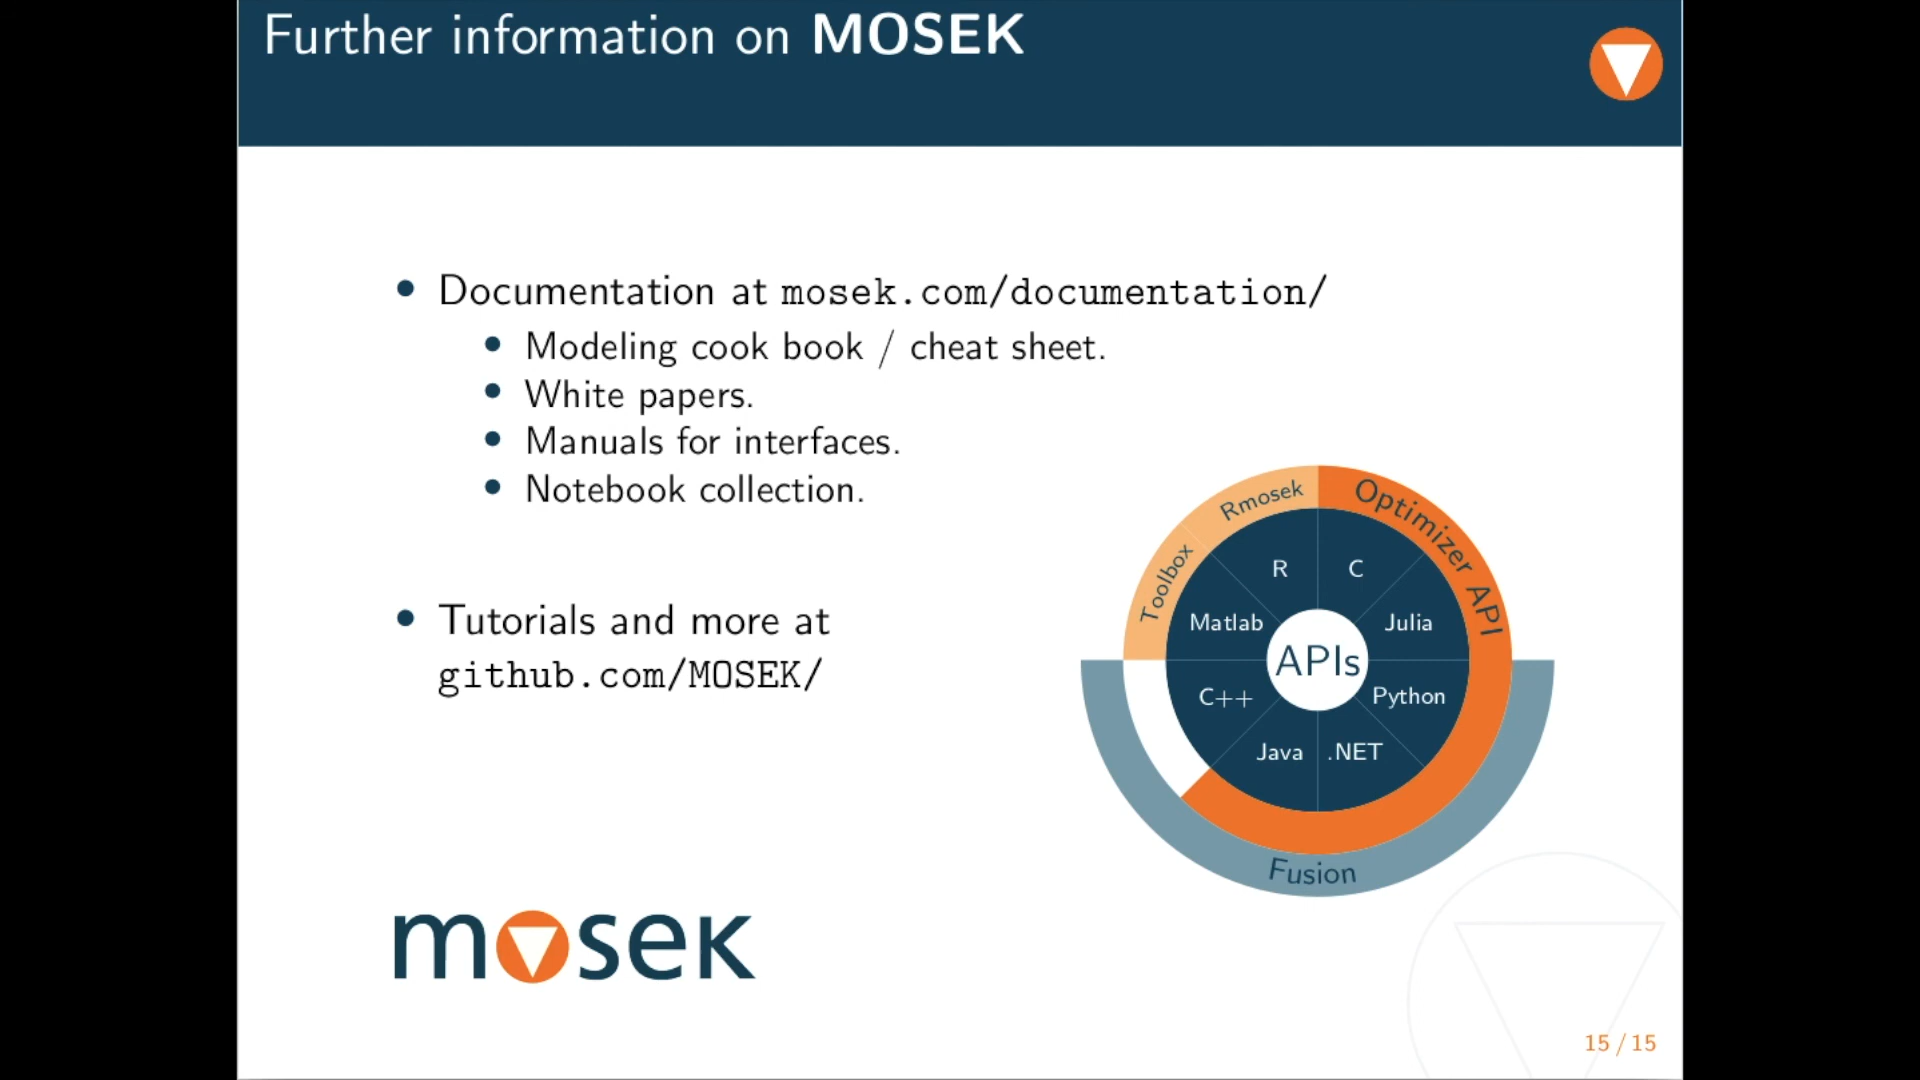 Further information on MOSEK
• Documentation at mosek.com/documentation/
• Modeling cook book / cheat sheet.
• White papers.
• Manuals for interfaces.
• Notebook collection.
• Tutorials and more at
github.com/MOSEK/
Rmosek
Optimizer API
Toolbox
R
C
Matlab
Julia
APIs
C++
Python
Java
.NET
Fusion
mosek
15 / 15